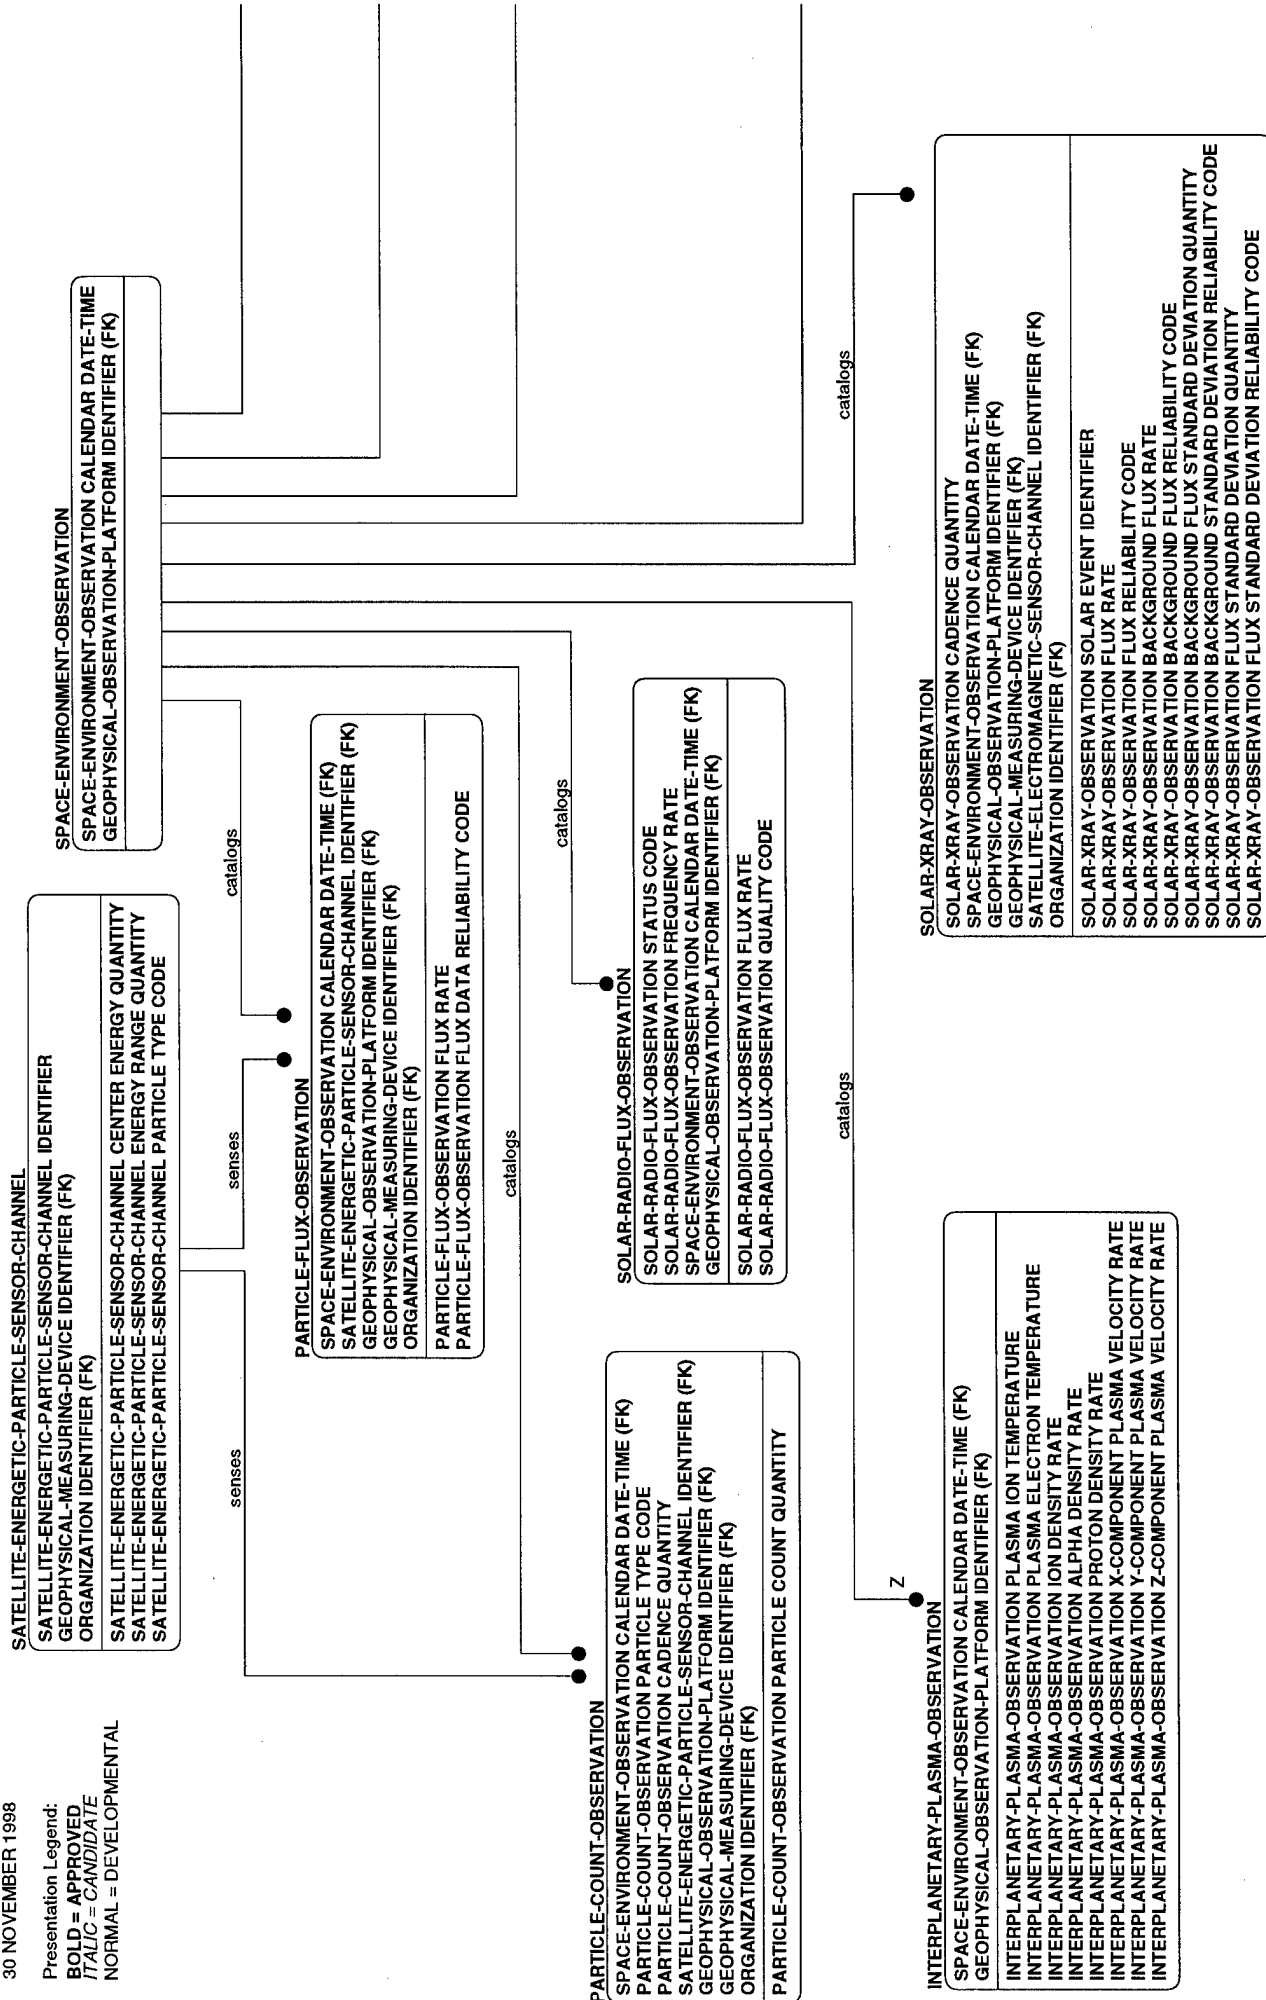 30 NOVEMBER 1998
Presentation Legend:
BOLD = APPROVED
ITALIC = CANDIDATE
NORMAL = DEVELOPMENTAL
SATELLITE-ENERGETIC-PARTICLE-SENSOR-CHANNEL
SATELLITE-ENERGETIC-PARTICLE-SENSOR-CHANNEL IDENTIFIER
GEOPHYSICAL-MEASURING-DEVICE IDENTIFIER (FK)
ORGANIZATION IDENTIFIER (FK)
SATELLITE-ENERGETIC-PARTICLE-SENSOR-CHANNEL CENTER ENERGY QUANTITY
SATELLITE-ENERGETIC-PARTICLE-SENSOR-CHANNEL ENERGY RANGE QUANTITY
SATELLITE-ENERGETIC-PARTICLE-SENSOR-CHANNEL PARTICLE TYPE CODE
SPACE-ENVIRONMENT-OBSERVATION
SPACE-ENVIRONMENT-OBSERVATION CALENDAR DATE-TIME
GEOPHYSICAL-OBSERVATION-PLATFORM IDENTIFIER (FK)
senses
senses
catalogs
PARTICLE-FLUX-OBSERVATION
SPACE-ENVIRONMENT-OBSERVATION CALENDAR DATE-TIME (FK)
SATELLITE-ENERGETIC-PARTICLE-SENSOR-CHANNEL IDENTIFIER (FK)
GEOPHYSICAL-OBSERVATION-PLATFORM IDENTIFIER (FK)
GEOPHYSICAL-MEASURING-DEVICE IDENTIFIER (FK)
ORGANIZATION IDENTIFIER (FK)
PARTICLE-FLUX-OBSERVATION FLUX RATE
PARTICLE-FLUX-OBSERVATION FLUX DATA RELIABILITY CODE
catalogs
catalogs
PARTICLE-COUNT-OBSERVATION
SPACE-ENVIRONMENT-OBSERVATION CALENDAR DATE-TIME (FK)
PARTICLE-COUNT-OBSERVATION PARTICLE TYPE CODE
PARTICLE-COUNT-OBSERVATION CADENCE QUANTITY
SATELLITE-ENERGETIC-PARTICLE-SENSOR-CHANNEL IDENTIFIER (FK)
GEOPHYSICAL-OBSERVATION-PLATFORM IDENTIFIER (FK)
GEOPHYSICAL-MEASURING-DEVICE IDENTIFIER (FK)
ORGANIZATION IDENTIFIER (FK)
PARTICLE-COUNT-OBSERVATION PARTICLE COUNT QUANTITY
SOLAR-RADIO-FLUX-OBSERVATION
SOLAR-RADIO-FLUX-OBSERVATION STATUS CODE
SOLAR-RADIO-FLUX-OBSERVATION FREQUENCY RATE
SPACE-ENVIRONMENT-OBSERVATION CALENDAR DATE-TIME (FK)
GEOPHYSICAL-OBSERVATION-PLATFORM IDENTIFIER (FK)
SOLAR-RADIO-FLUX-OBSERVATION FLUX RATE
SOLAR-RADIO-FLUX-OBSERVATION QUALITY CODE
catalogs
catalogs
Z
INTERPLANETARY-PLASMA-OBSERVATION
SPACE-ENVIRONMENT-OBSERVATION CALENDAR DATE-TIME (FK)
GEOPHYSICAL-OBSERVATION-PLATFORM IDENTIFIER (FK)
INTERPLANETARY-PLASMA-OBSERVATION PLASMA ION TEMPERATURE
INTERPLANETARY-PLASMA-OBSERVATION PLASMA ELECTRON TEMPERATURE
INTERPLANETARY-PLASMA-OBSERVATION ION DENSITY RATE
INTERPLANETARY-PLASMA-OBSERVATION ALPHA DENSITY RATE
INTERPLANETARY-PLASMA-OBSERVATION PROTON DENSITY RATE
INTERPLANETARY-PLASMA-OBSERVATION X-COMPONENT PLASMA VELOCITY RATE
INTERPLANETARY-PLASMA-OBSERVATION Y-COMPONENT PLASMA VELOCITY RATE
INTERPLANETARY-PLASMA-OBSERVATION Z-COMPONENT PLASMA VELOCITY RATE
SOLAR-XRAY-OBSERVATION
SOLAR-XRAY-OBSERVATION CADENCE QUANTITY
SPACE-ENVIRONMENT-OBSERVATION CALENDAR DATE-TIME (FK)
GEOPHYSICAL-OBSERVATION-PLATFORM IDENTIFIER (FK)
GEOPHYSICAL-MEASURING-DEVICE IDENTIFIER (FK)
SATELLITE-ELECTROMAGNETIC-SENSOR-CHANNEL IDENTIFIER (FK)
ORGANIZATION IDENTIFIER (FK)
SOLAR-XRAY-OBSERVATION SOLAR EVENT IDENTIFIER
SOLAR-XRAY-OBSERVATION FLUX RATE
SOLAR-XRAY-OBSERVATION FLUX RELIABILITY CODE
SOLAR-XRAY-OBSERVATION BACKGROUND FLUX RATE
SOLAR-XRAY-OBSERVATION BACKGROUND FLUX RELIABILITY CODE
SOLAR-XRAY-OBSERVATION BACKGROUND FLUX STANDARD DEVIATION QUANTITY
SOLAR-XRAY-OBSERVATION BACKGROUND STANDARD DEVIATION RELIABILITY CODE
SOLAR-XRAY-OBSERVATION FLUX STANDARD DEVIATION QUANTITY
SOLAR-XRAY-OBSERVATION FLUX STANDARD DEVIATION RELIABILITY CODE